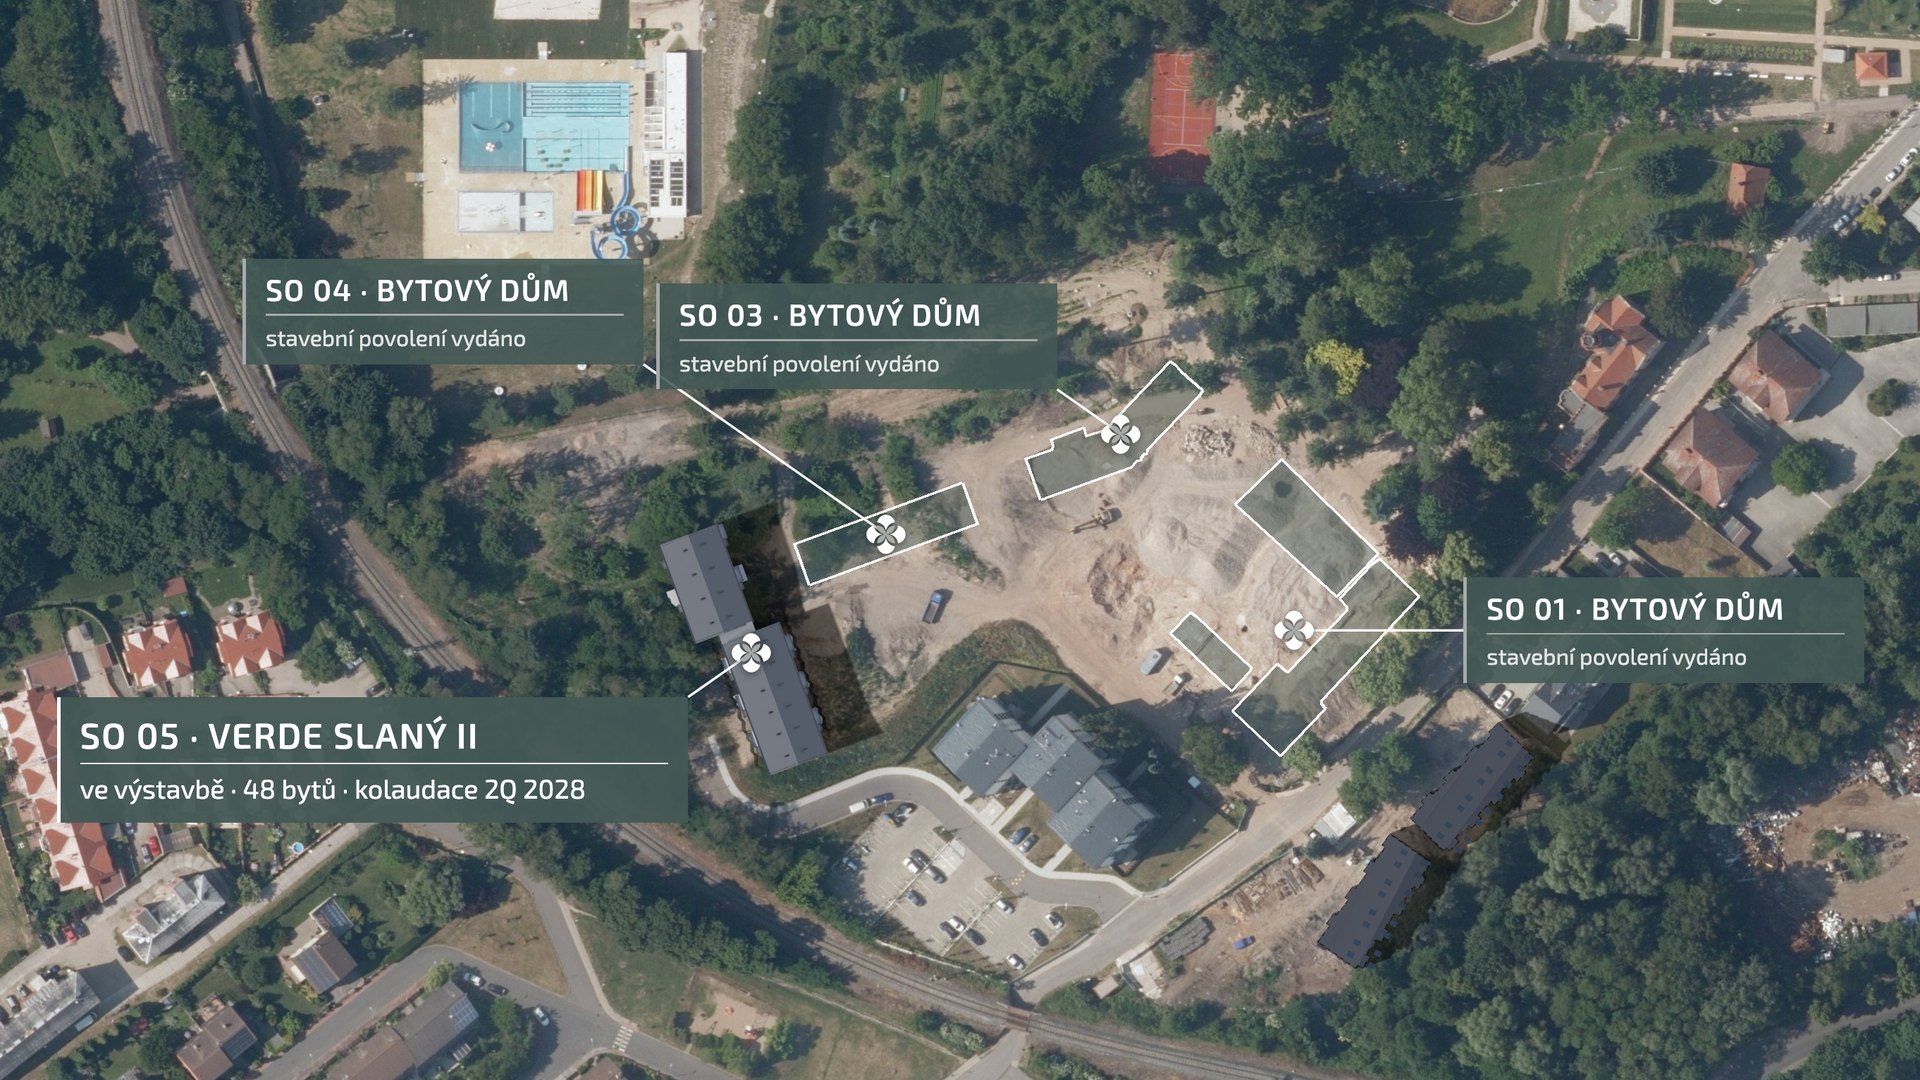 SO 04 · BYTOVÝ DŮM
stavební povolení vydáno
SO 03 · BYTOVÝ DŮM
stavební povolení vydáno
SO 01 · BYTOVÝ DŮM
stavební povolení vydáno
SO 05 · VERDE SLANÝ II
ve výstavbě · 48 bytů · kolaudace 2Q 2028